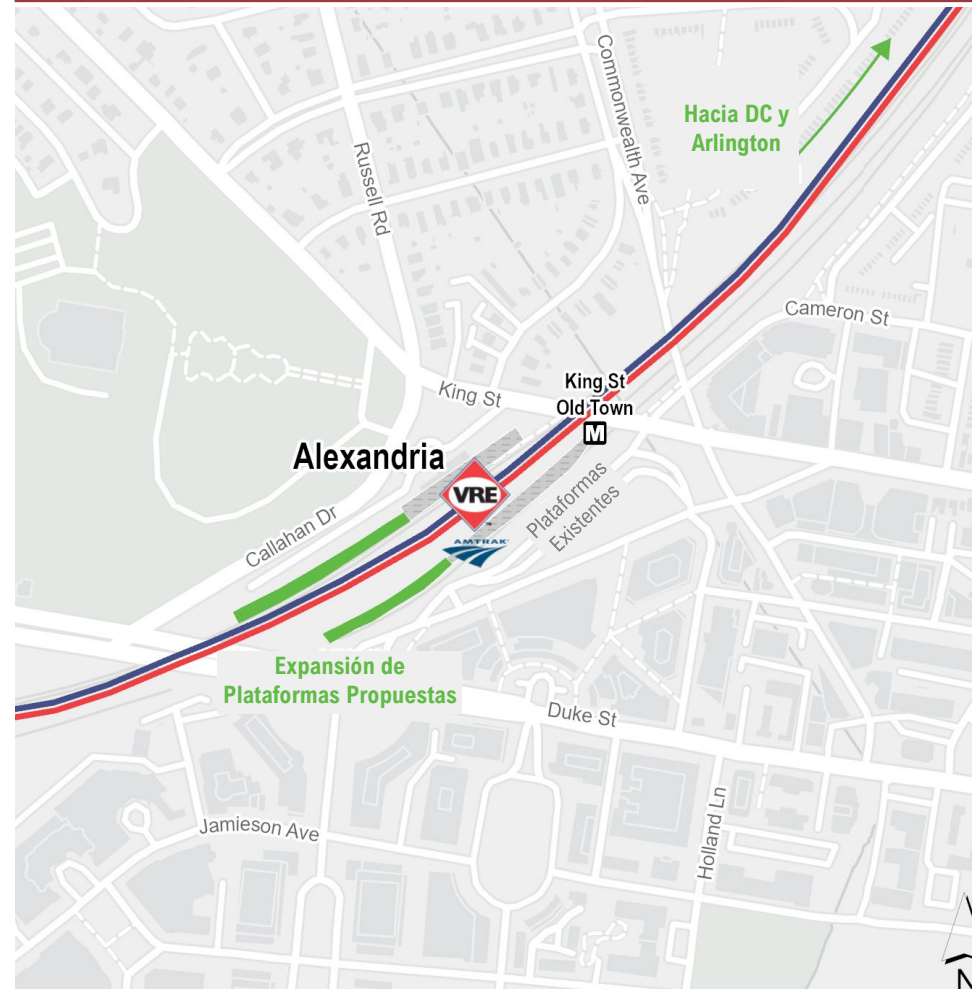 Commonwealth Ave
Hacia DC y
Arlington
Russell Rd
Cameron St
King St
King St
Old Town
M
Alexandria
VRE
Plataformas
Existentes
AMTRAK
Callahan Dr
Expansión de
Plataformas Propuestas
Duke St
Holland Ln
Jamieson Ave
N